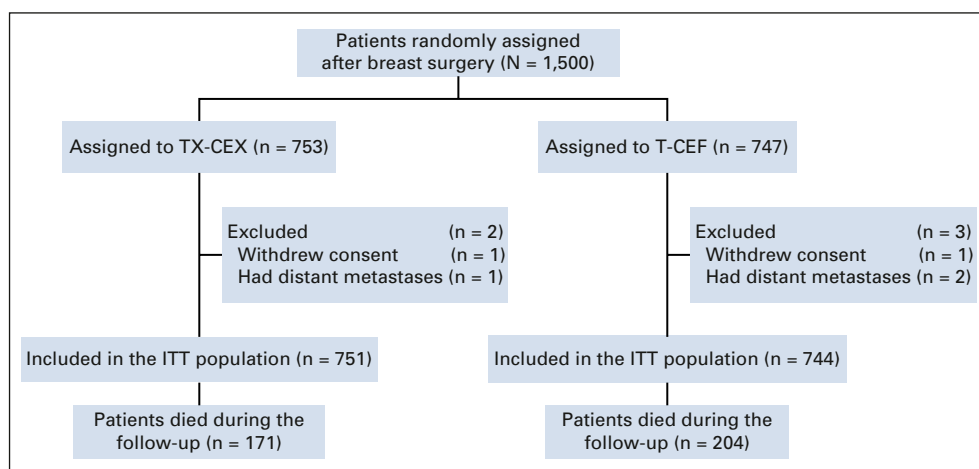 Patients randomly assigned
after breast surgery (N = 1,500)
Assigned to TX-CEX (n = 753)
Assigned to T-CEF (n = 747)
Excluded (n = 2)
Withdrew consent (n = 1)
Had distant metastases (n = 1)
Excluded (n = 3)
Withdrew consent (n = 1)
Had distant metastases (n = 2)
Included in the ITT population (n = 751)
Included in the ITT population (n = 744)
Patients died during the
follow-up (n = 171)
Patients died during the
follow-up (n = 204)